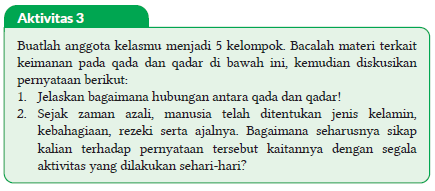 Aktivitas 3
Buatlah anggota kelasmu menjadi 5 kelompok. Bacalah materi terkait
keimanan pada qada dan qadar di bawah ini, kemudian diskusikan
pernyataan berikut:
1. Jelaskan bagaimana hubungan antara qada dan qadar!
2. Sejak zaman azali, manusia telah ditentukan jenis kelamin,
kebahagiaan, rezeki serta ajalnya. Bagaimana seharusnya sikap
kalian terhadap pernyataan tersebut kaitannya dengan segala
aktivitas yang dilakukan sehari-hari?